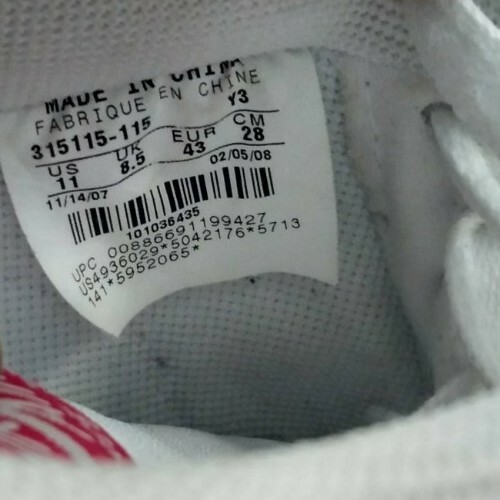 MADE IN CHINA
FABRIQUE EN CHINE
315115-115 Y3
US UK EUR CM
11 8.5 43 28
11/14/07 02/05/08
101036435
UPC 00886691199427
US4936029*5042176*5713
141*5952065*